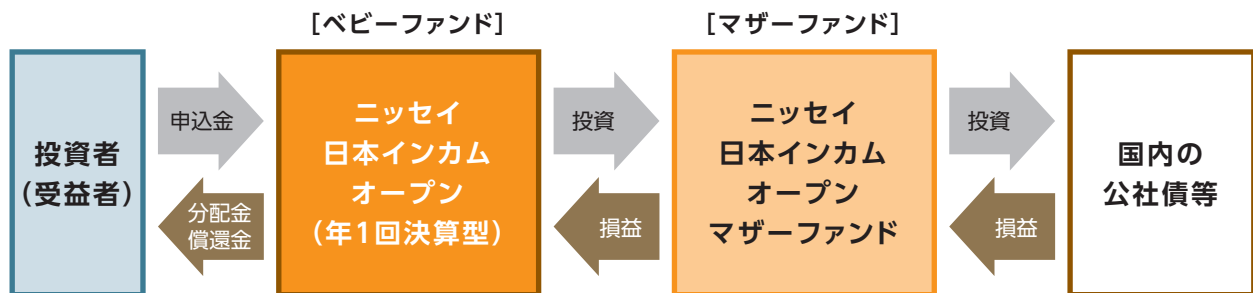 [ベビーファンド]
[マザーファンド]
投資者
(受益者)
申込金
分配金
償還金
ニッセイ
日本インカム
オープン
(年1回決算型)
投資
損益
ニッセイ
日本インカム
オープン
マザーファンド
投資
損益
国内の
公社債等